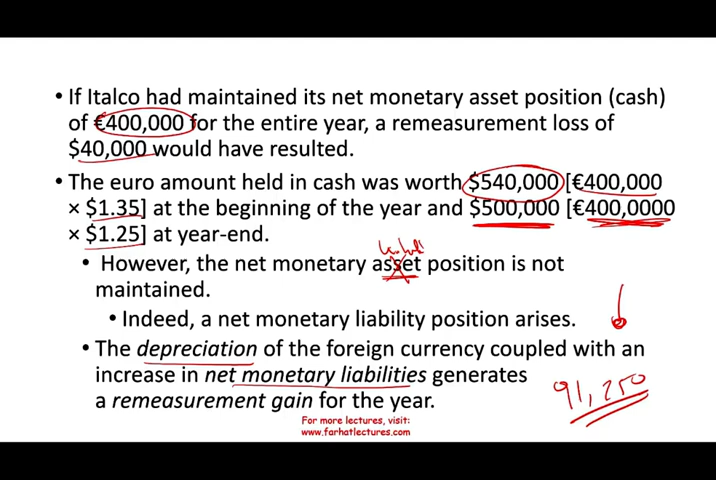 • If Italco had maintained its net monetary asset position (cash)
of €400,000 for the entire year, a remeasurement loss of
$40,000 would have resulted.
• The euro amount held in cash was worth $540,000 [€400,000
× $1.35] at the beginning of the year and $500,000 [€400,0000
× $1.25] at year-end.
• However, the net monetary asset position is not
maintained.
• Indeed, a net monetary liability position arises.
• The depreciation of the foreign currency coupled with an
increase in net monetary liabilities generates
a remeasurement gain for the year.
91,250
For more lectures, visit:
www.farhatlectures.com